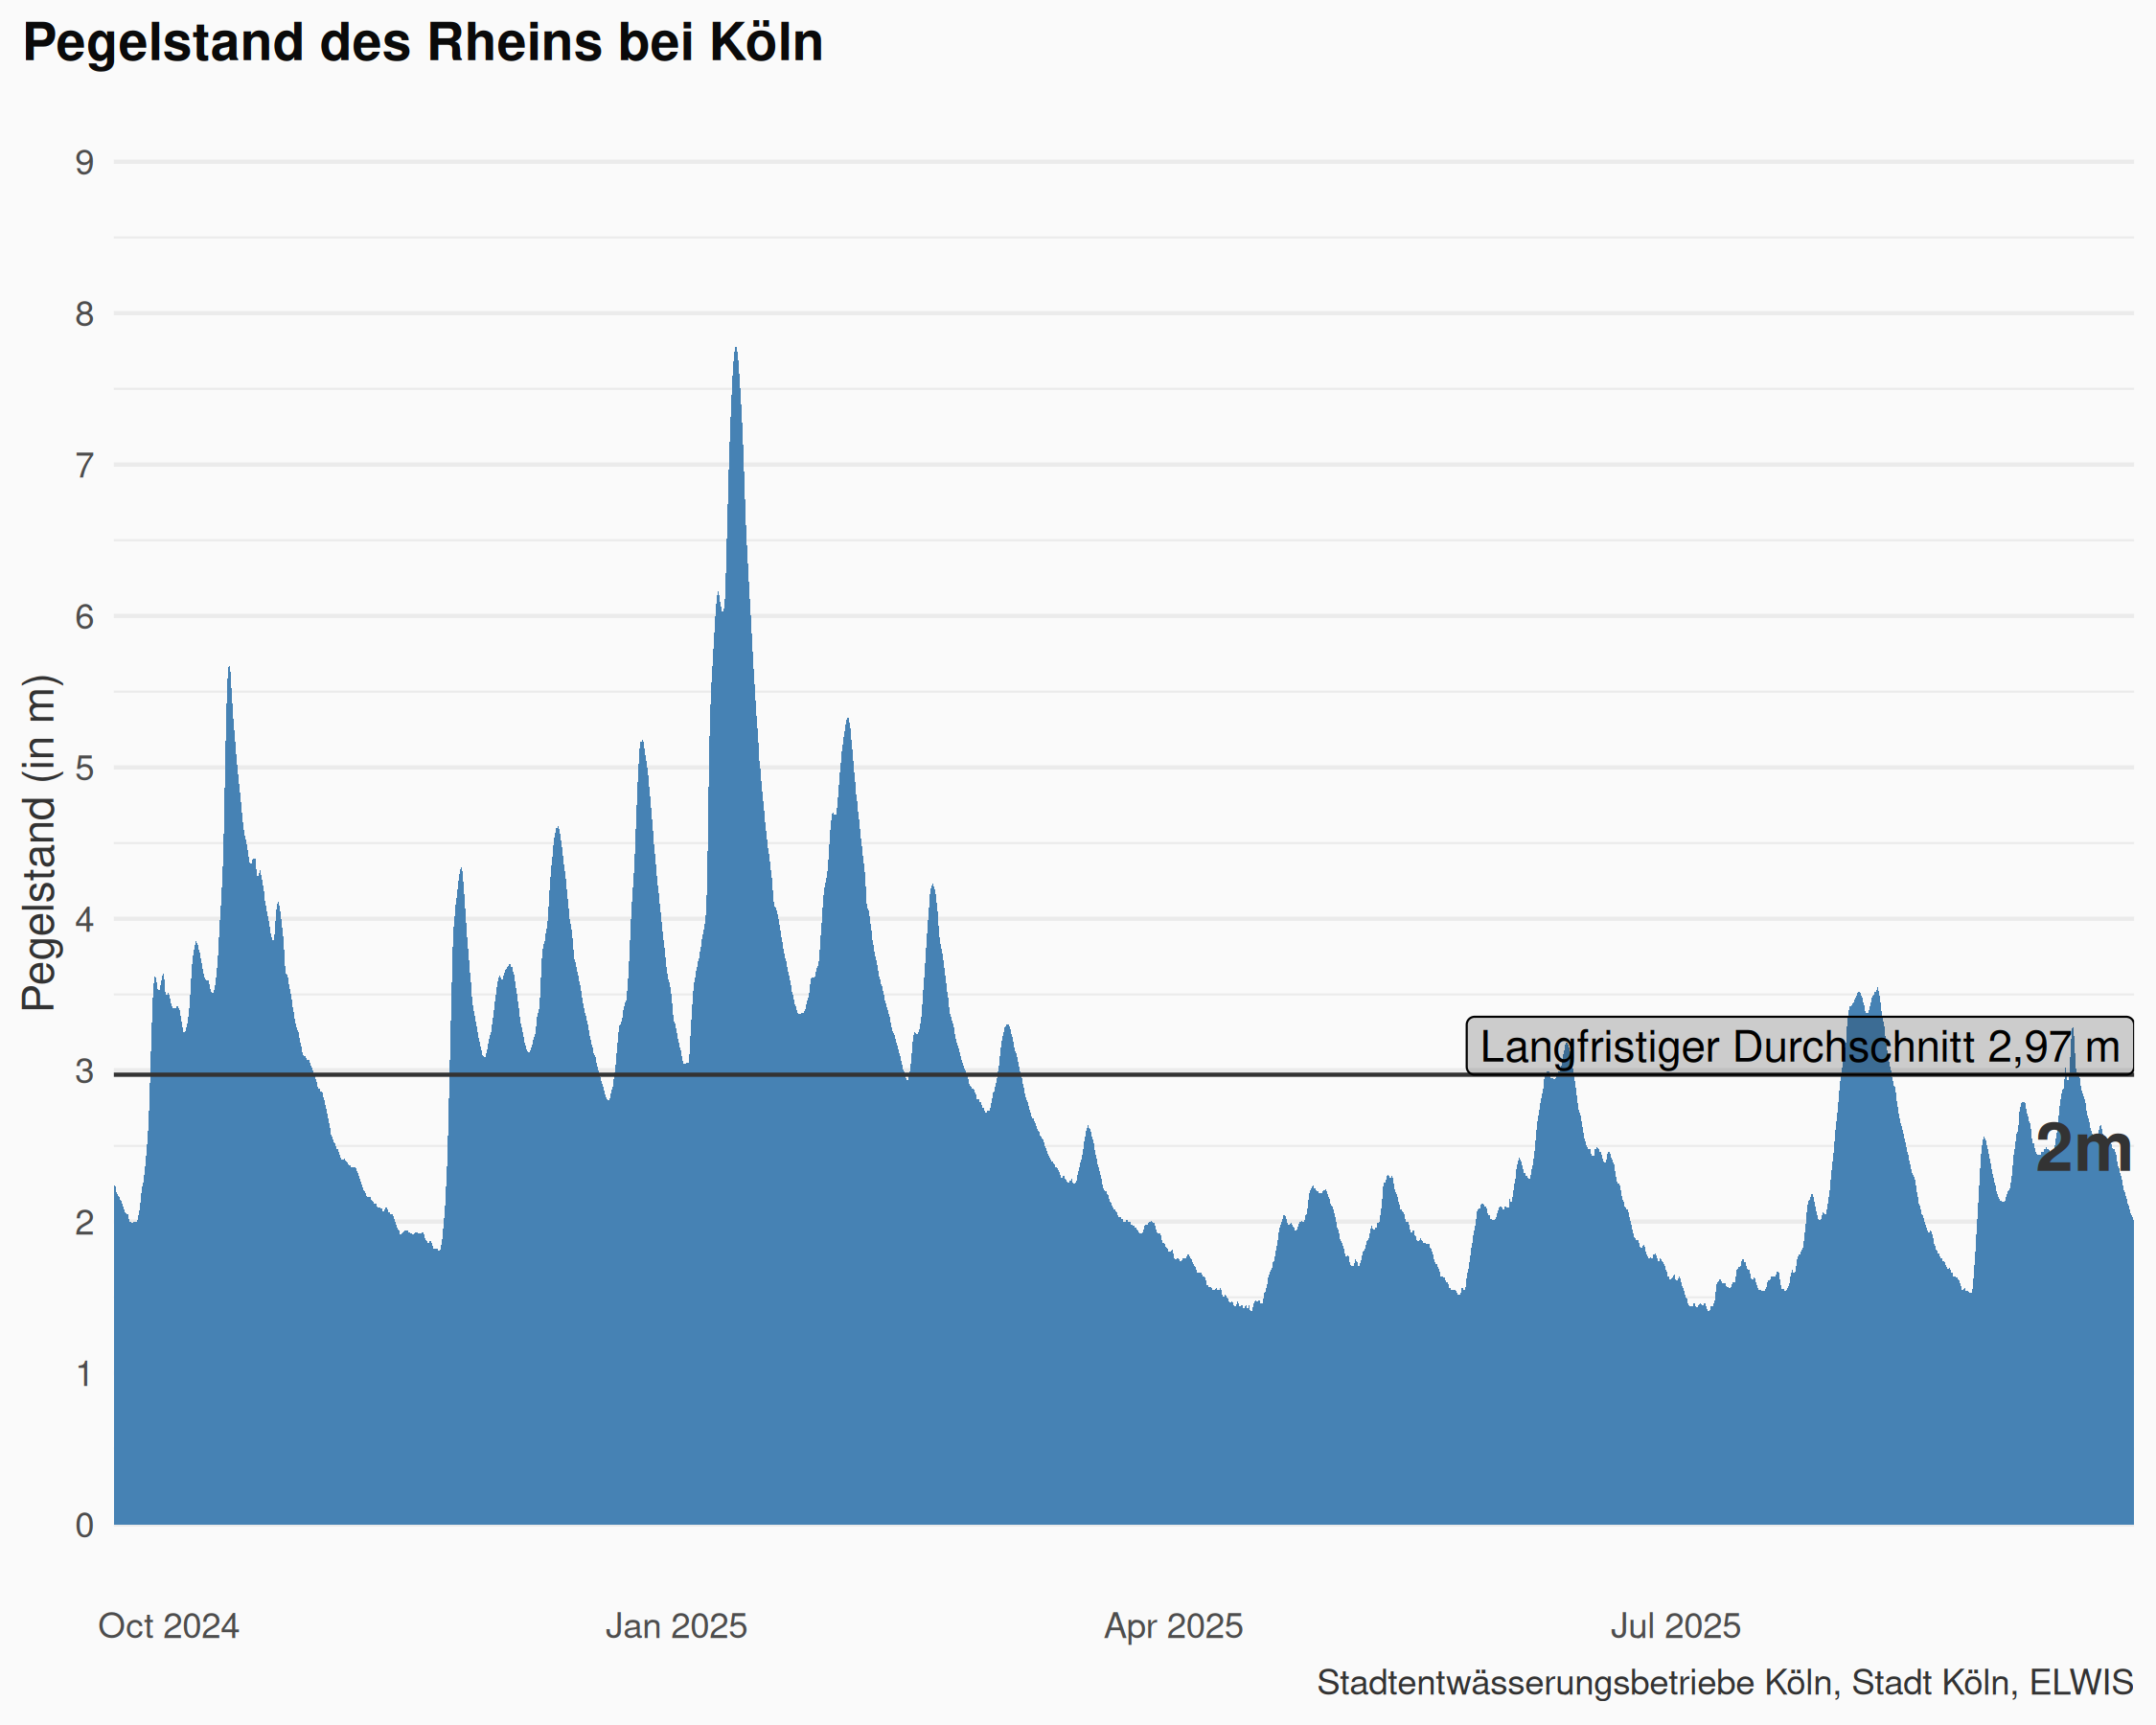 Pegelstand des Rheins bei Köln
9
8
7
6
5
4
3
2
1
0
Pegelstand (in m)
Langfristiger Durchschnitt 2,97 m
2m
Oct 2024
Jan 2025
Apr 2025
Jul 2025
Stadtentwässerungsbetriebe Köln, Stadt Köln, ELWIS